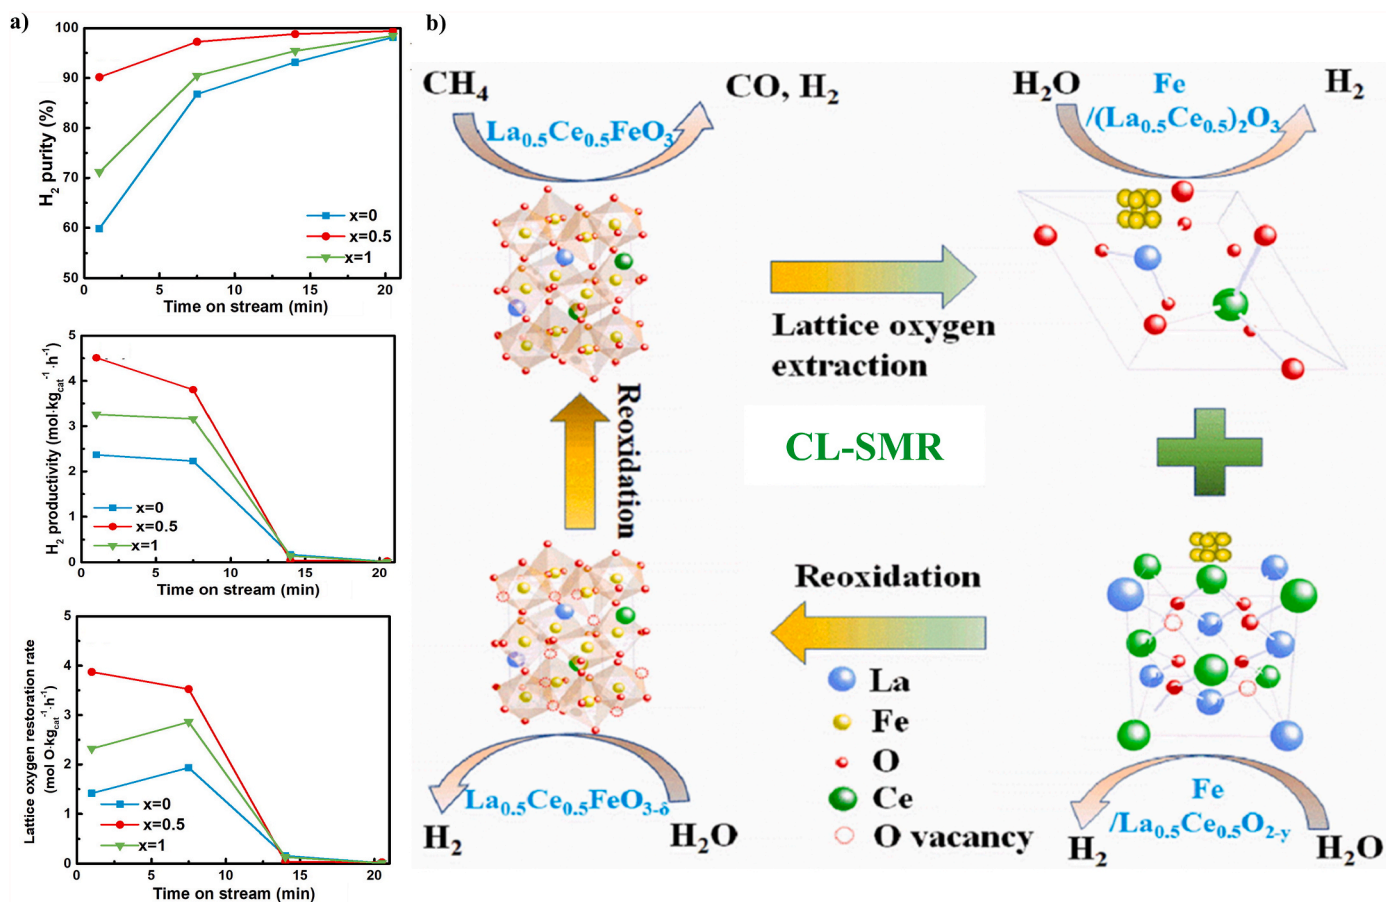 a)
100
90
80
70
60
50
H₂ purity (%)
x=0
x=0.5
x=1
0 5 10 15 20
Time on stream (min)
5
4
3
2
1
0
H₂ productivity (mol·kg꜀ₐₜ⁻¹·h⁻¹)
x=0
x=0.5
x=1
0 5 10 15 20
Time on stream (min)
5
4
3
2
1
0
Lattice oxygen restoration rate
(mol O·kg꜀ₐₜ⁻¹·h⁻¹)
x=0
x=0.5
x=1
0 5 10 15 20
Time on stream (min)
b)
CH₄
CO, H₂
La₀.₅Ce₀.₅FeO₃
H₂O
Fe
/(La₀.₅Ce₀.₅)₂O₃
H₂
Lattice oxygen
extraction
Reoxidation
CL-SMR
Reoxidation
La
Fe
O
Ce
O vacancy
La₀.₅Ce₀.₅FeO₃₋δ
H₂
H₂O
Fe
/La₀.₅Ce₀.₅O₂₋y
H₂
H₂O